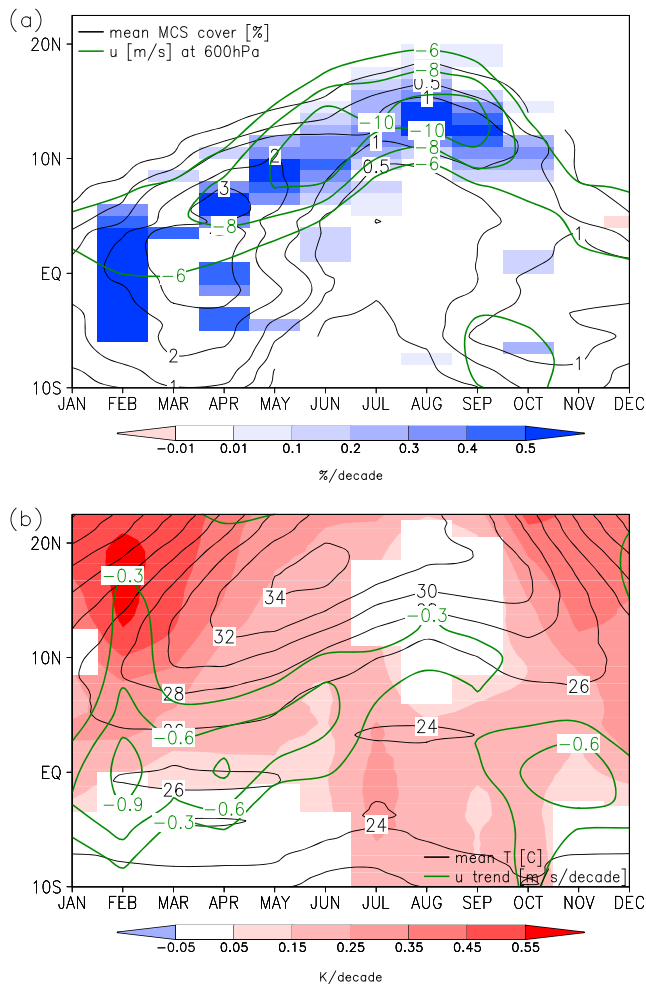 (a)
mean MCS cover [%]
u [m/s] at 600hPa
20N
10N
EQ
10S
-6
-8
0.5
1
-10
-10
1
-8
2
0.5
-6
3
-8
-6
1
2
1
1
JAN FEB MAR APR MAY JUN JUL AUG SEP OCT NOV DEC
-0.01 0.01 0.1 0.2 0.3 0.4 0.5
%/decade
(b)
20N
10N
EQ
10S
-0.3
34
30
-0.3
32
28
26
-0.6
24
-0.6
26
-0.9
-0.6
-0.3
24
mean T [C]
u trend [m/s/decade]
JAN FEB MAR APR MAY JUN JUL AUG SEP OCT NOV DEC
-0.05 0.05 0.15 0.25 0.35 0.45 0.55
K/decade